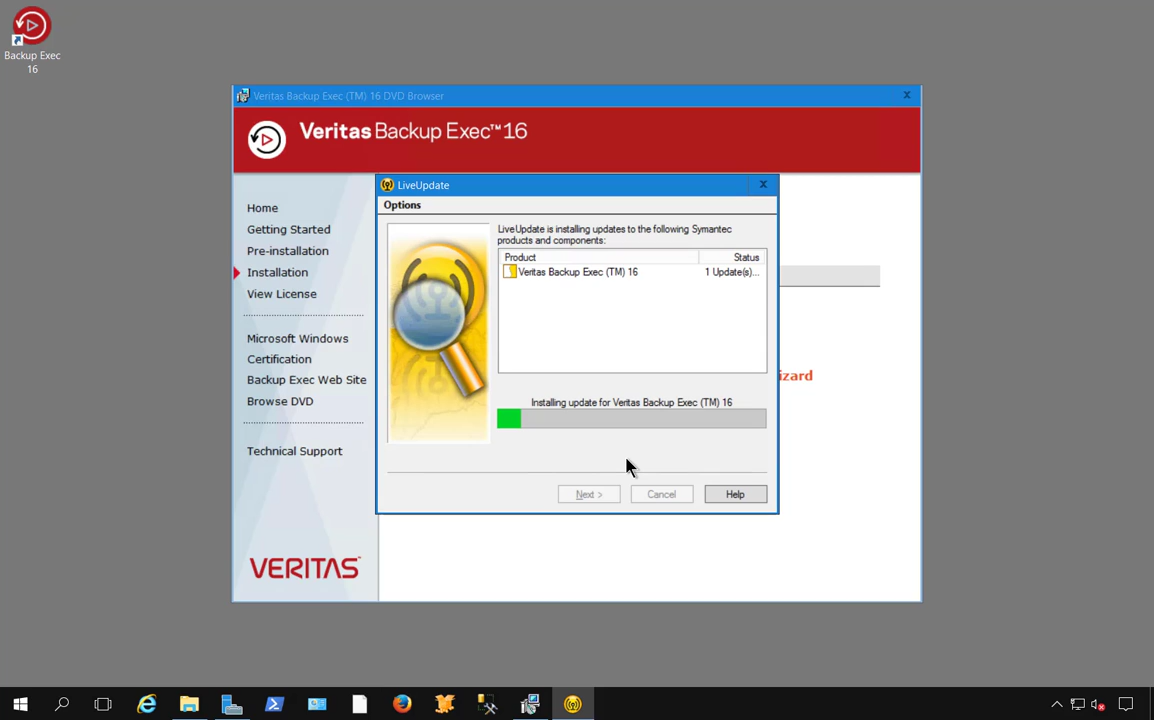 Backup Exec
16
Veritas Backup Exec (TM) 16 DVD Browser
x
Veritas Backup Exec™ 16
Home
Getting Started
Pre-installation
Installation
View License
Microsoft Windows
Certification
Backup Exec Web Site
Browse DVD
Technical Support
VERITAS™
LiveUpdate
x
Options
LiveUpdate is installing updates to the following Symantec
products and components:
Product Status
Veritas Backup Exec (TM) 16 1 Update(s)...
Installing update for Veritas Backup Exec (TM) 16
Next >
Cancel
Help
izard